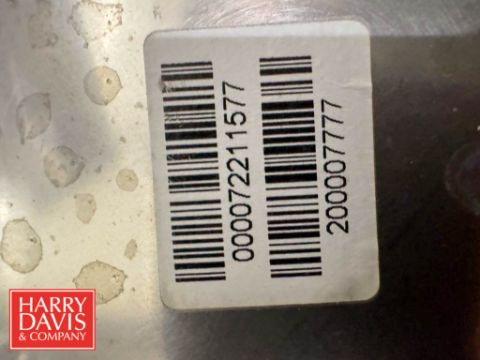 000072211577
200007777
HARRY
DAVIS
& COMPANY